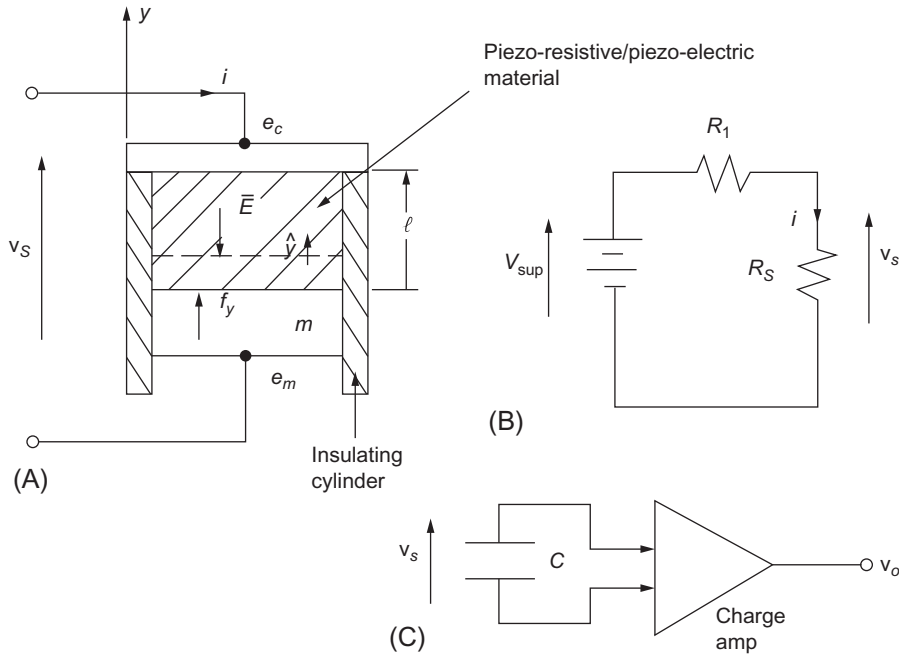 y
i
Piezo-resistive/piezo-electric
material
e_c
R_1
E̅
ℓ
v_S
ŷ
i
V_sup
R_S
v_s
f_y
m
e_m
(B)
Insulating
cylinder
(A)
v_s
C
v_o
Charge
amp
(C)